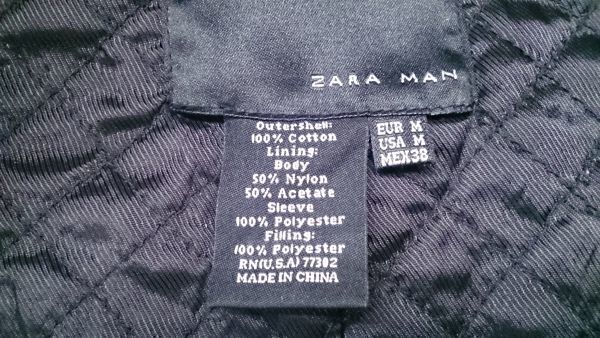 ZARA MAN
Outershell:
100% Cotton
Lining:
Body
50% Nylon
50% Acetate
Sleeve
100% Polyester
Filling:
100% Polyester
RN(U.S.A) 77302
MADE IN CHINA
EUR M
USA M
MEX38